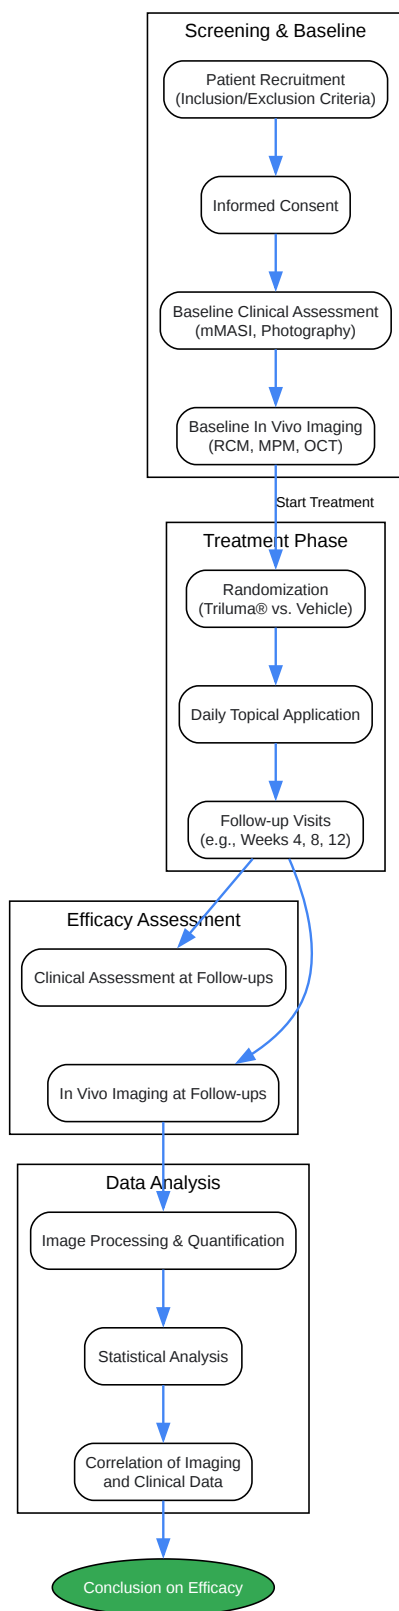 Screening & Baseline
Patient Recruitment
(Inclusion/Exclusion Criteria)
Informed Consent
Baseline Clinical Assessment
(mMASI, Photography)
Baseline In Vivo Imaging
(RCM, MPM, OCT)
Start Treatment
Treatment Phase
Randomization
(Triluma® vs. Vehicle)
Daily Topical Application
Follow-up Visits
(e.g., Weeks 4, 8, 12)
Efficacy Assessment
Clinical Assessment at Follow-ups
In Vivo Imaging at Follow-ups
Data Analysis
Image Processing & Quantification
Statistical Analysis
Correlation of Imaging
and Clinical Data
Conclusion on Efficacy